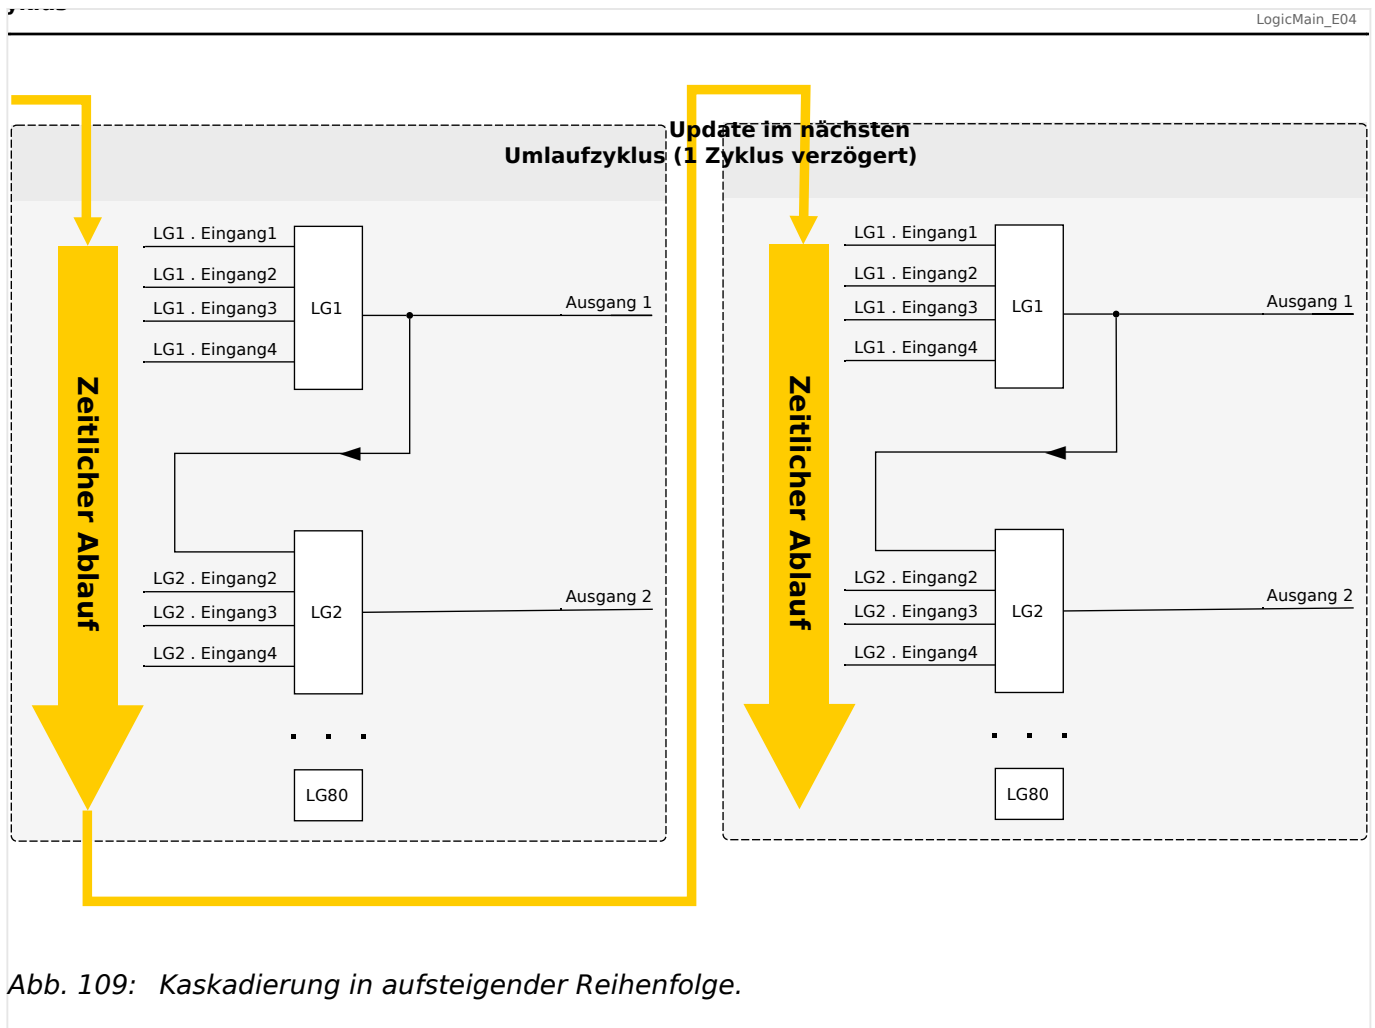 LogicMain_E04
Update im nächsten
Umlaufzyklus (1 Zyklus verzögert)
Zeitlicher Ablauf
LG1 . Eingang1
LG1 . Eingang2
LG1 . Eingang3
LG1 . Eingang4
LG1
Ausgang 1
LG2 . Eingang2
LG2 . Eingang3
LG2 . Eingang4
LG2
Ausgang 2
LG80
Zeitlicher Ablauf
LG1 . Eingang1
LG1 . Eingang2
LG1 . Eingang3
LG1 . Eingang4
LG1
Ausgang 1
LG2 . Eingang2
LG2 . Eingang3
LG2 . Eingang4
LG2
Ausgang 2
LG80
Abb. 109: Kaskadierung in aufsteigender Reihenfolge.